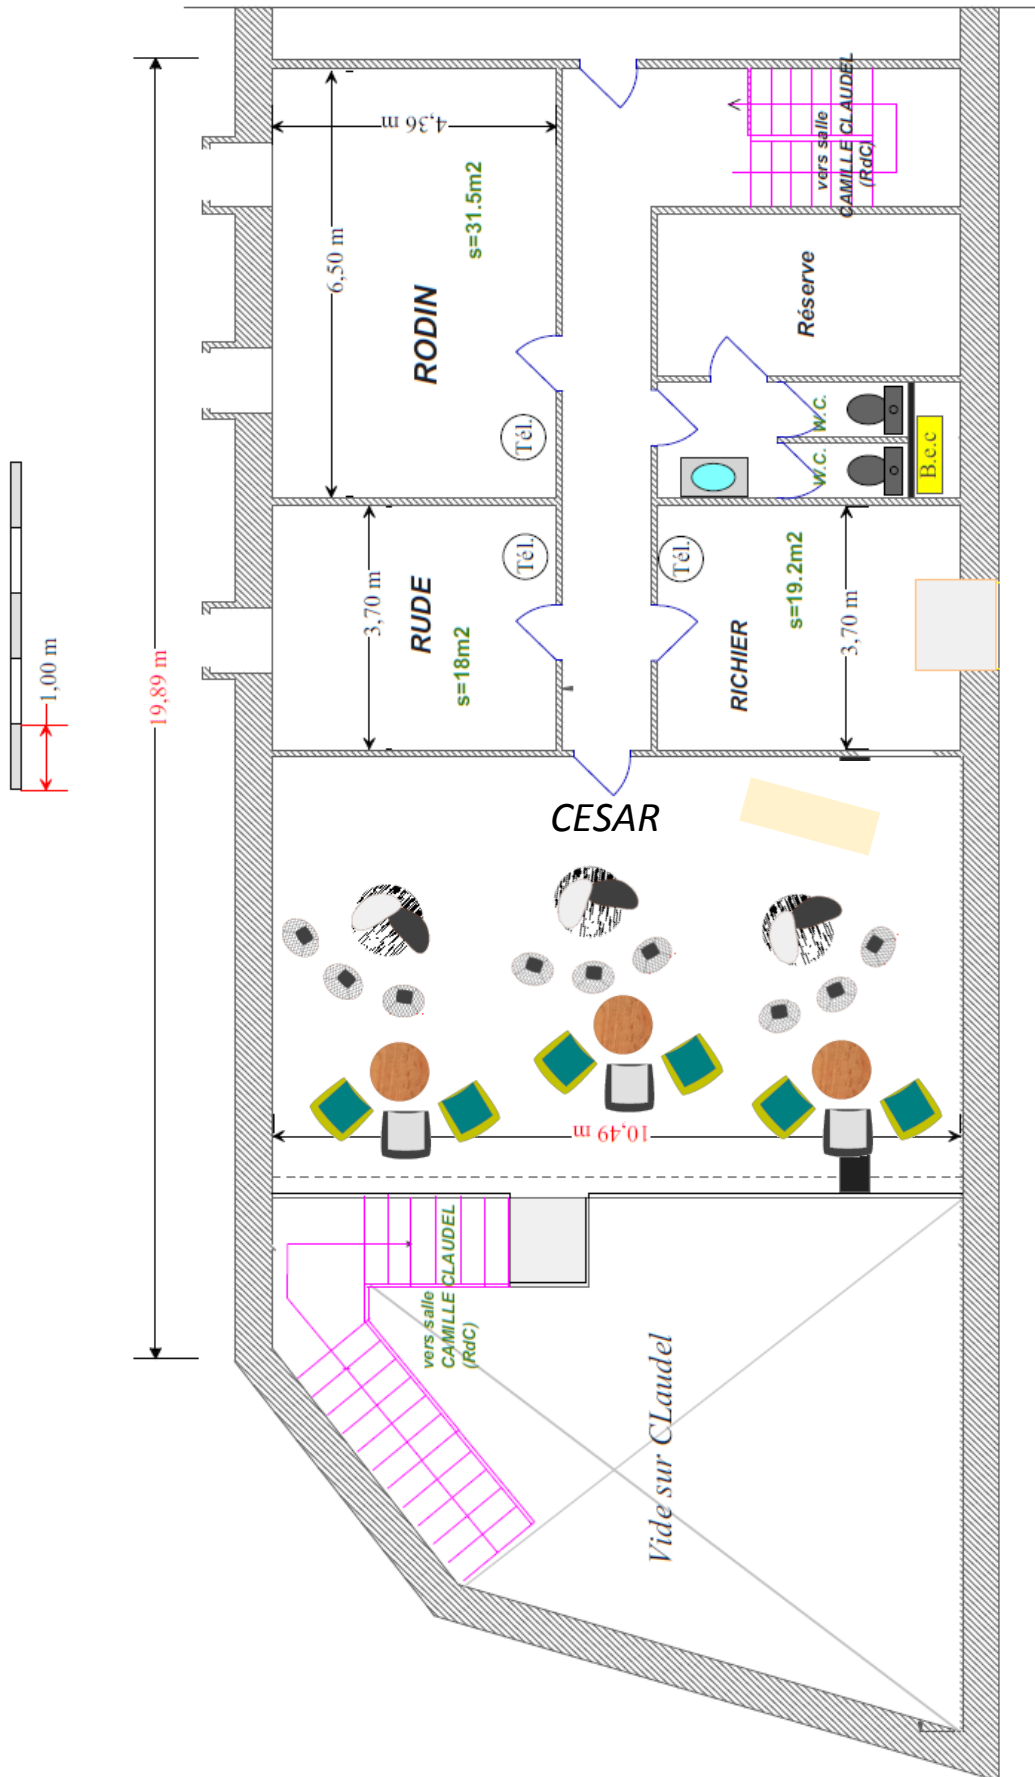 4,36 m
s=31.5m2
6,50 m
RODIN
Tél.
vers salle
CAMILLE CLAUDEL
(RdC)
Réserve
W.C.
W.C.
B.c.c
3,70 m
RUDE
s=18m2
Tél.
Tél.
s=19.2m2
RICHIER
3,70 m
1,00 m
19,89 m
CESAR
10,49 m
vers salle
CAMILLE CLAUDEL
(RdC)
Vide sur CLaudel